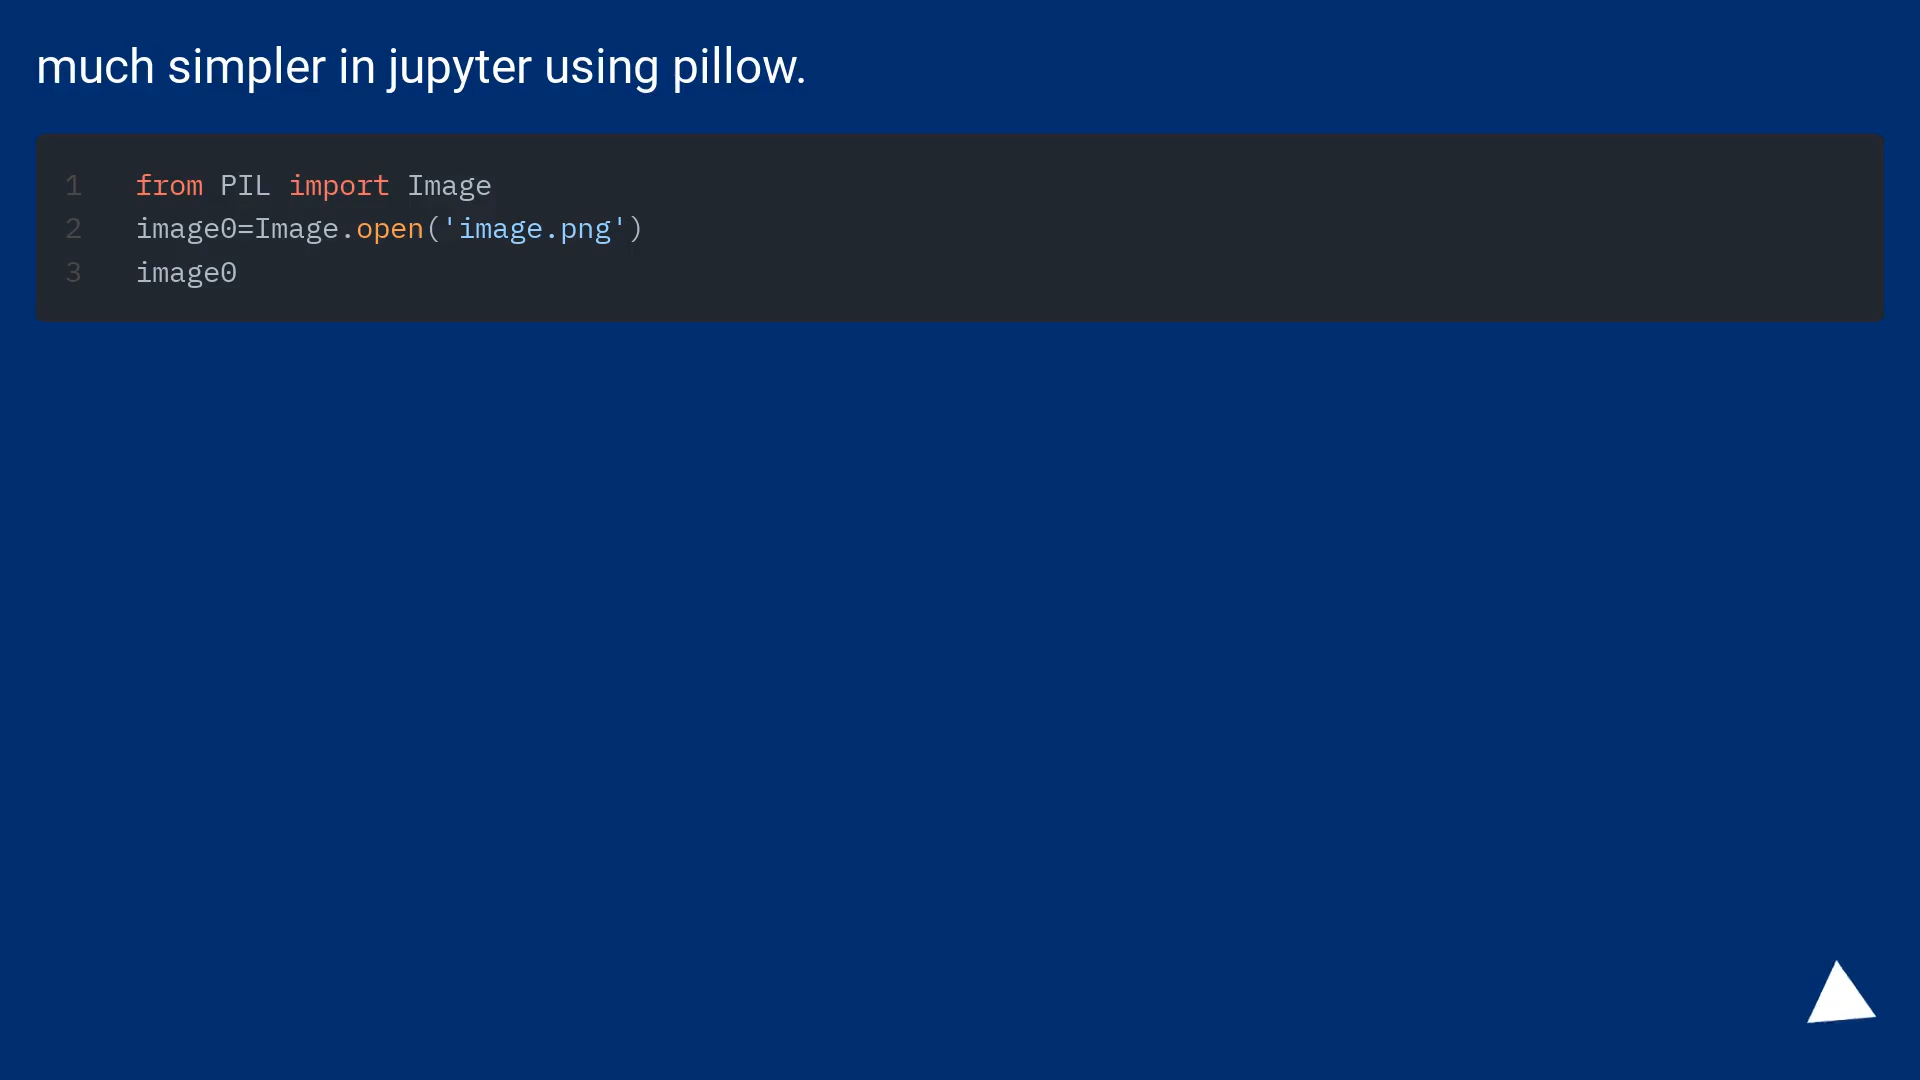 much simpler in jupyter using pillow.
1 from PIL import Image
2 image0=Image.open('image.png')
3 image0